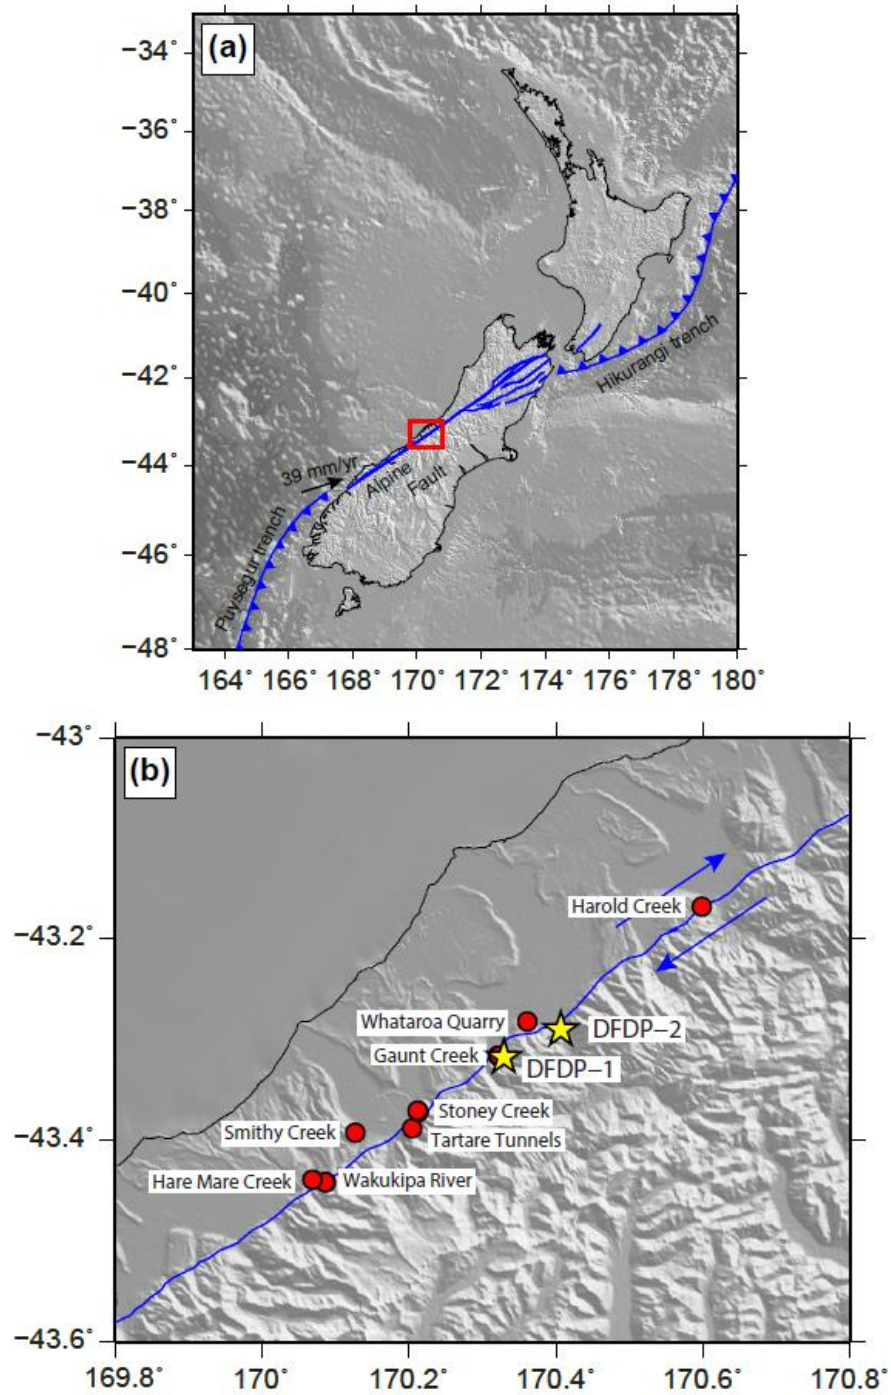 (a)
−34˚
−36˚
−38˚
−40˚
−42˚
−44˚
−46˚
−48˚
Hikurangi trench
39 mm/yr
Alpine
Fault
Puysegur trench
164˚ 166˚ 168˚ 170˚ 172˚ 174˚ 176˚ 178˚ 180˚
(b)
−43˚
−43.2˚
−43.4˚
−43.6˚
Harold Creek
Whataroa Quarry
DFDP−2
Gaunt Creek
DFDP−1
Stoney Creek
Smithy Creek
Tartare Tunnels
Hare Mare Creek
Wakukipa River
169.8˚ 170˚ 170.2˚ 170.4˚ 170.6˚ 170.8˚